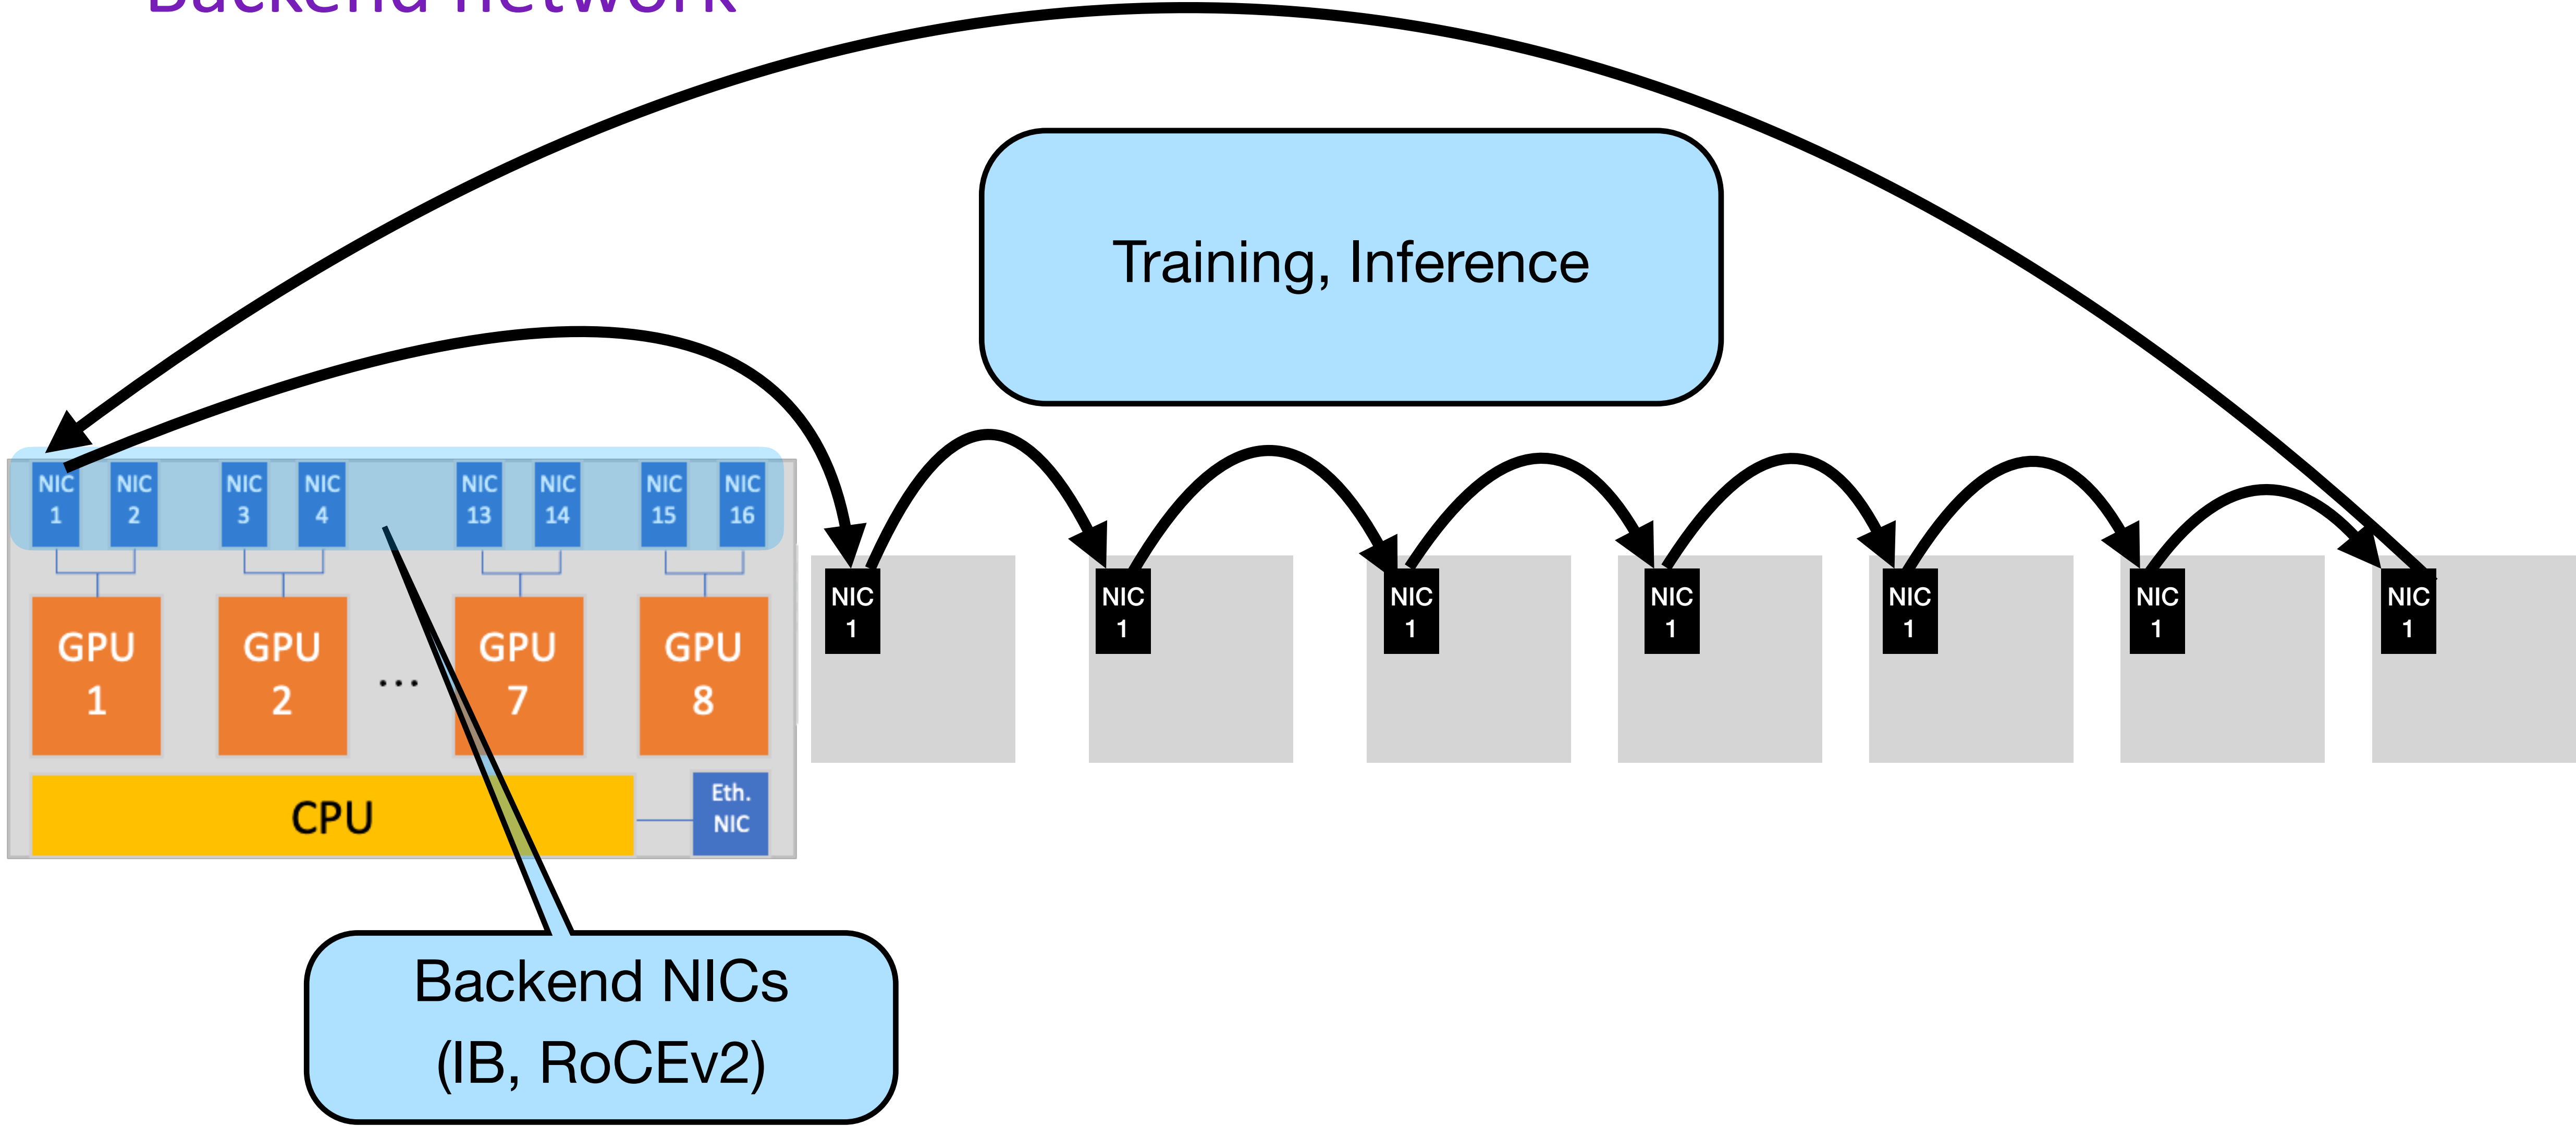 Backend network
Training, Inference
NIC 1
NIC 2
NIC 3
NIC 4
NIC 13
NIC 14
NIC 15
NIC 16
GPU 1
GPU 2
...
GPU 7
GPU 8
CPU
Eth. NIC
NIC 1
NIC 1
NIC 1
NIC 1
NIC 1
NIC 1
NIC 1
Backend NICs
(IB, RoCEv2)